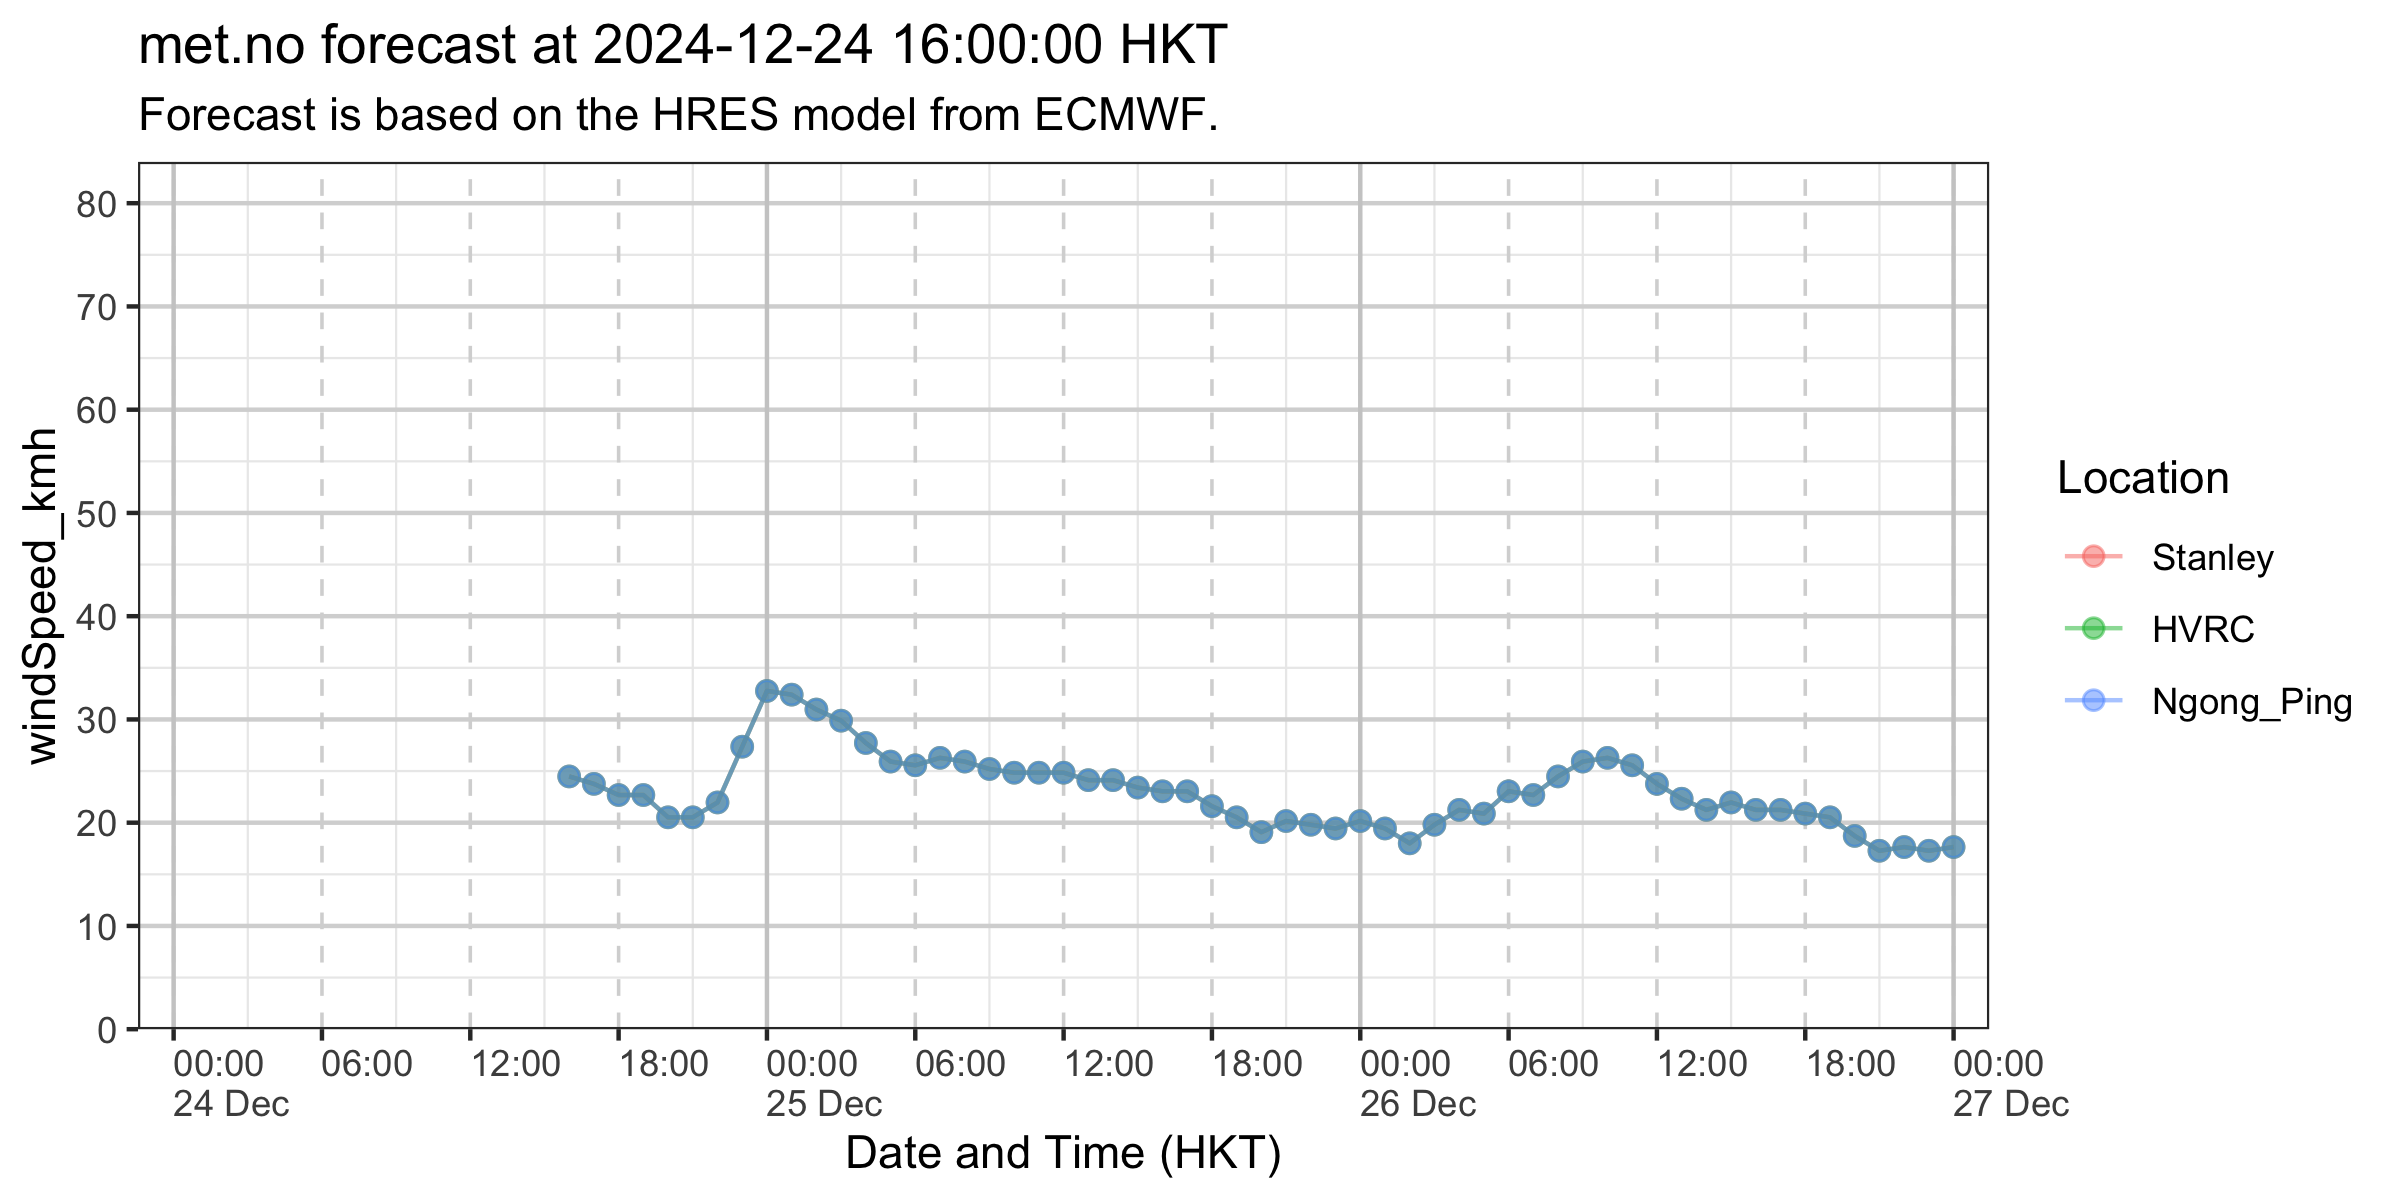 met.no forecast at 2024-12-24 16:00:00 HKT
Forecast is based on the HRES model from ECMWF.
windSpeed_kmh
80
70
60
50
40
30
20
10
0
00:00 06:00 12:00 18:00 00:00 06:00 12:00 18:00 00:00 06:00 12:00 18:00 00:00
24 Dec 25 Dec 26 Dec 27 Dec
Date and Time (HKT)
Location
Stanley
HVRC
Ngong_Ping